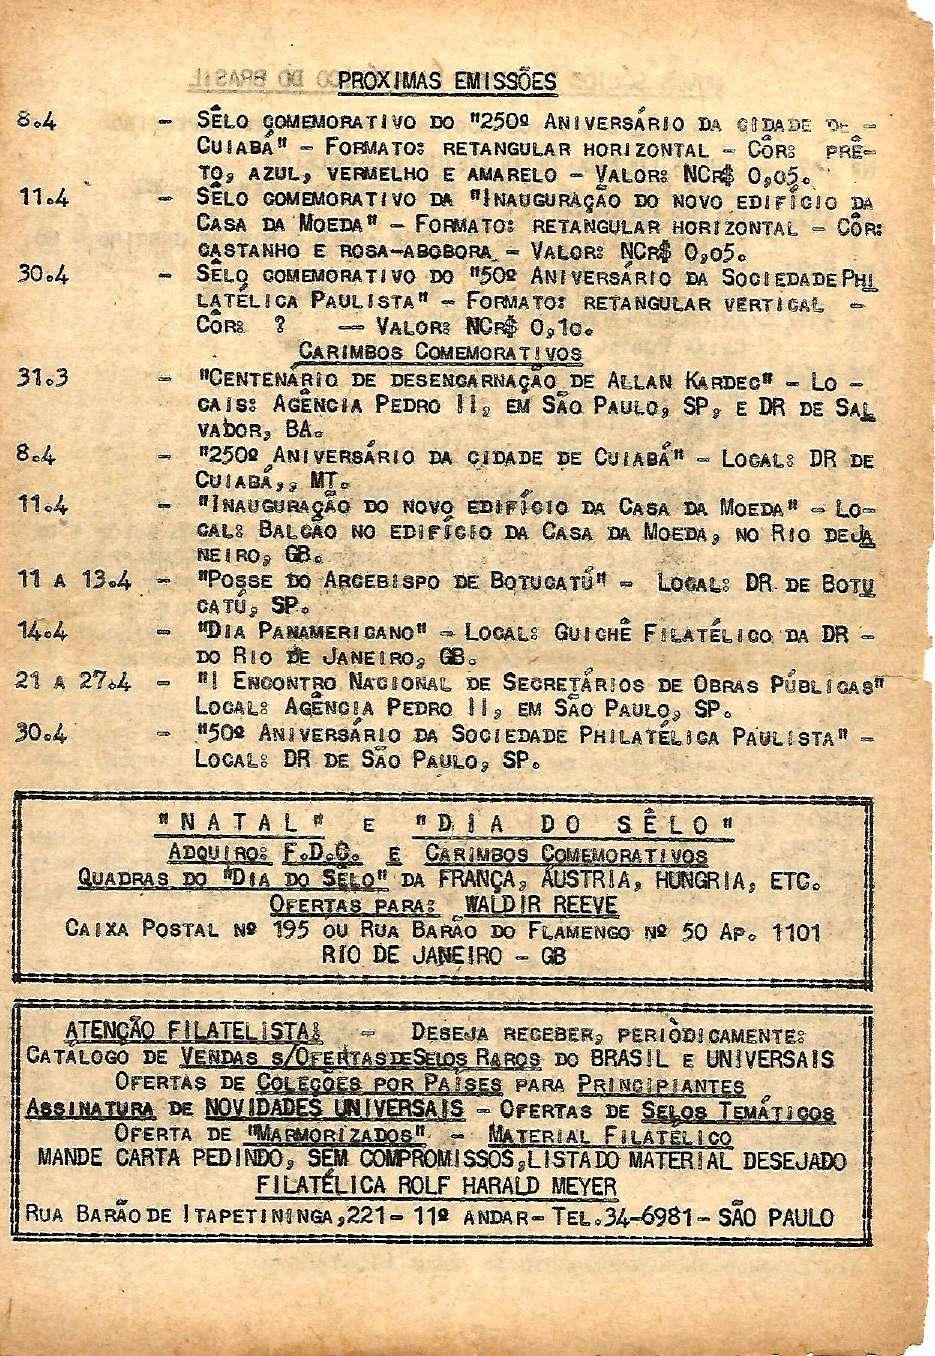 PROXIMAS EMISSÕES
8.4 - SÊLO COMEMORATIVO DO "250º ANIVERSÁRIO DA CIDADE DE -
CUIABÁ" - FORMATO: RETANGULAR HORIZONTAL - CÔR: PRÊ-
TO, AZUL, VERMELHO E AMARELO - VALOR: NCR$ 0,05.
11.4 - SÊLO COMEMORATIVO DA "INAUGURAÇÃO DO NOVO EDIFÍCIO DA
CASA DA MOEDA" - FORMATO: RETANGULAR HORIZONTAL - CÔR:
CASTANHO E ROSA-ABOBORA - VALOR: NCR$ 0,05.
30.4 - SÊLO COMEMORATIVO DO "50º ANIVERSÁRIO DA SOCIEDADE PHI
LATÉLICA PAULISTA" - FORMATO: RETANGULAR VERTICAL -
CÔR: ? — VALOR: NCR$ 0,10.
CARIMBOS COMEMORATIVOS
31.3 - "CENTENÁRIO DE DESENCARNAÇÃO DE ALLAN KARDEC" - LO -
CAIS: AGÊNCIA PEDRO II, EM SÃO PAULO, SP, E DR DE SAL
VADOR, BA.
8.4 - "250º ANIVERSÁRIO DA CIDADE DE CUIABÁ" - LOCAL: DR DE
CUIABÁ,, MT.
11.4 - "INAUGURAÇÃO DO NOVO EDIFÍCIO DA CASA DA MOEDA" - LO-
CAL: BALCÃO NO EDIFÍCIO DA CASA DA MOEDA, NO RIO DEJA
NEIRO, GB.
11 A 13.4 - "POSSE DO ARCEBISPO DE BOTUCATÚ" - LOCAL: DR DE BOTU
CATÚ, SP.
14.4 - "DIA PANAMERICANO" - LOCAL: GUICHÊ FILATÉLICO DA DR -
DO RIO DE JANEIRO, GB.
21 A 27.4 - "I ENCONTRO NACIONAL DE SECRETÁRIOS DE OBRAS PÚBLICAS"
LOCAL: AGÊNCIA PEDRO II, EM SÃO PAULO, SP.
30.4 - "50º ANIVERSÁRIO DA SOCIEDADE PHILATÉLICA PAULISTA" -
LOCAL: DR DE SÃO PAULO, SP.
"N A T A L" E "D I A D O S Ê L O"
ADQUIRO: F.D.C. E CARIMBOS COMEMORATIVOS
QUADRAS DO "DIA DO SÊLO" DA FRANÇA, ÁUSTRIA, HUNGRIA, ETC.
OFERTAS PARA: WALDIR REEVE
CAIXA POSTAL Nº 195 OU RUA BARÃO DO FLAMENGO Nº 50 AP. 1101
RIO DE JANEIRO - GB
ATENÇÃO FILATELISTA: - DESEJA RECEBER, PERIÒDICAMENTE:
CATÁLOGO DE VENDAS S/OFERTAS DE SELOS RAROS DO BRASIL E UNIVERSAIS
OFERTAS DE COLEÇÕES POR PAÍSES PARA PRINCIPIANTES
ASSINATURA DE NOVIDADES UNIVERSAIS - OFERTAS DE SELOS TEMÁTICOS
OFERTA DE "MARMORIZADOS" - MATERIAL FILATÉLICO
MANDE CARTA PEDINDO, SEM COMPROMISSOS, LISTA DO MATERIAL DESEJADO
FILATÉLICA ROLF HARALD MEYER
RUA BARÃO DE ITAPETININGA, 221 - 11º ANDAR - TEL. 34-6981 - SÃO PAULO